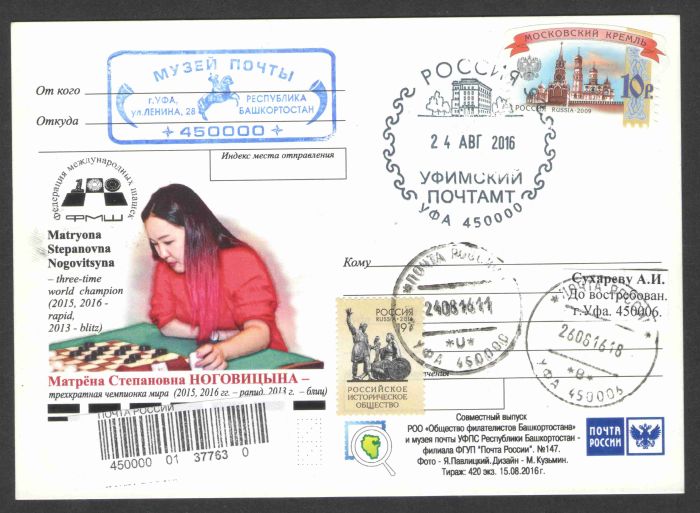 МУЗЕЙ ПОЧТЫ
г.УФА,
ул.ЛЕНИНА, 28
РЕСПУБЛИКА
БАШКОРТОСТАН
450000
От кого
Откуда
Индекс места отправления
МОСКОВСКИЙ КРЕМЛЬ
10р.
РОССИЯ RUSSIA·2009
РОССИЯ
24 АВГ 2016
УФИМСКИЙ
ПОЧТАМТ
УФА 450000
Федерация международных шашек
100
ФМШ
Matryona
Stepanovna
Nogovitsyna
– three-time
world champion
(2015, 2016 -
rapid,
2013 - blitz)
Кому
Сухареву А.И.
До востребован.
г.Уфа. 450006.
ПОЧТА РОССИИ
24081611
*U*
УФА 450000
ПОЧТА
26081618
*в*
УФА 450006
РОССИЯ
RUSSIA·2016
19р
РОССИЙСКОЕ
ИСТОРИЧЕСКОЕ
ОБЩЕСТВО
Матрёна Степановна НОГОВИЦЫНА –
трехкратная чемпионка мира (2015, 2016 гг. – рапид, 2013 г. – блиц)
ПОЧТА РОССИИ
450000 01 37763 0
Совместный выпуск
РОО "Общество филателистов Башкортостана"
и музея почты УФПС Республики Башкортостан -
филиала ФГУП "Почта России". №147.
Фото - Я.Павлицкий. Дизайн - М. Кузьмин.
Тираж: 420 экз. 15.08.2016 г.
ПОЧТА
РОССИИ